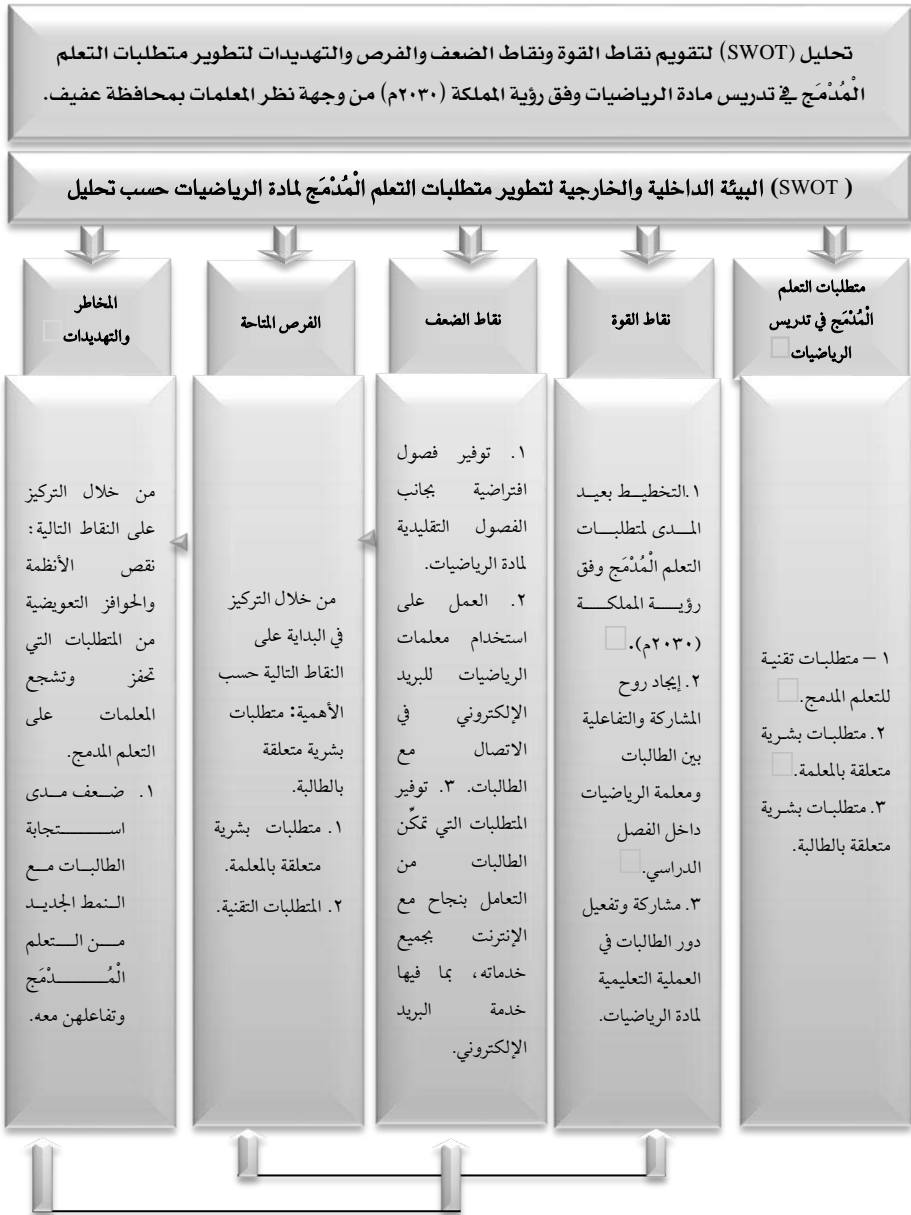 تحليل (SWOT) لتقويم نقاط القوة ونقاط الضعف والفرص والتهديدات لتطوير متطلبات التعلم
الْمُدْمَج في تدريس مادة الرياضيات وفق رؤية المملكة (٢٠٣٠م) من وجهة نظر المعلمات بمحافظة عفيف.
( SWOT) البيئة الداخلية والخارجية لتطوير متطلبات التعلم الْمُدْمَج لمادة الرياضيات حسب تحليل
متطلبات التعلم
الْمُدْمَج في تدريس
الرياضيات
نقاط القوة
نقاط الضعف
الفرص المتاحة
المخاطر
والتهديدات
١ – متطلبات تقنية
للتعلم المدمج.
٢. متطلبات بشرية
متعلقة بالمعلمة.
٣. متطلبات بشرية
متعلقة بالطالبة.
١.التخطيط بعيد
المدى لمتطلبات
التعلم الْمُدْمَج وفق
رؤية المملكة
(٢٠٣٠م).
٢. إيجاد روح
المشاركة والتفاعلية
بين الطالبات
ومعلمة الرياضيات
داخل الفصل
الدراسي.
٣. مشاركة وتفعيل
دور الطالبات في
العملية التعليمية
لمادة الرياضيات.
١. توفير فصول
افتراضية بجانب
الفصول التقليدية
لمادة الرياضيات.
٢. العمل على
استخدام معلمات
الرياضيات للبريد
الإلكتروني في
الاتصال مع
الطالبات. ٣. توفير
المتطلبات التي تمكِّن
الطالبات من
التعامل بنجاح مع
الإنترنت بجميع
خدماته، بما فيها
خدمة البريد
الإلكتروني.
من خلال التركيز
في البداية على
النقاط التالية حسب
الأهمية: متطلبات
بشرية متعلقة
بالطالبة.
١. متطلبات بشرية
متعلقة بالمعلمة.
٢. المتطلبات التقنية.
من خلال التركيز
على النقاط التالية:
نقص الأنظمة
والحوافز التعويضية
من المتطلبات التي
تحفز وتشجع
المعلمات على
التعلم المدمج.
١. ضعف مدى
استجابة
الطالبات مع
النمط الجديد
من التعلم
الْمُدْمَج
وتفاعلهن معه.